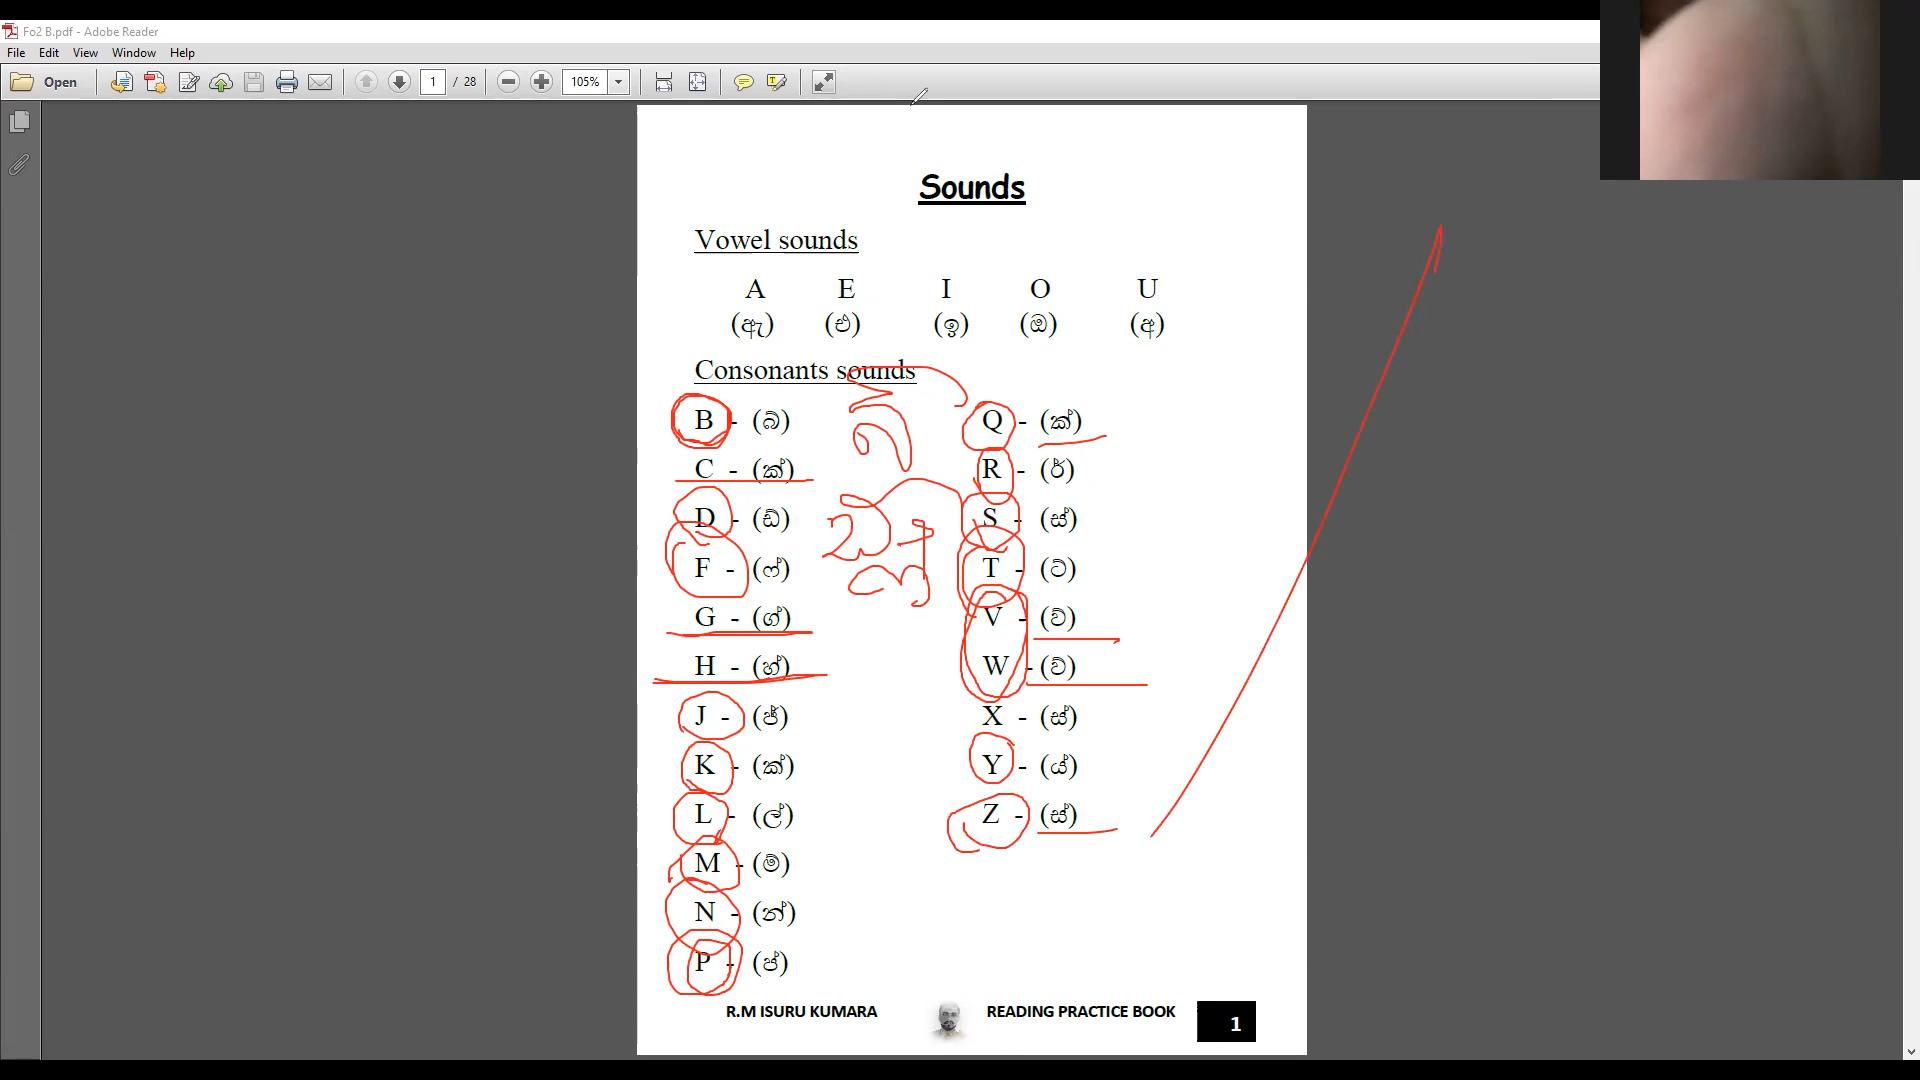 Fo2 B.pdf - Adobe Reader
File Edit View Window Help
Open 1 / 28 105%
Sounds
Vowel sounds
A E I O U
(ඇ) (එ) (ඉ) (ඔ) (අ)
Consonants sounds
B - (බ්)
C - (ක්)
D - (ඩ්)
F - (ෆ්)
G - (ග්)
H - (හ්)
J - (ජ්)
K - (ක්)
L - (ල්)
M - (ම්)
N - (න්)
P - (ප්)
Q - (ක්)
R - (ර්)
S - (ස්)
T - (ට්)
V - (ව්)
W - (ව්)
X - (ස්)
Y - (ය්)
Z - (ස්)
R.M ISURU KUMARA READING PRACTICE BOOK 1